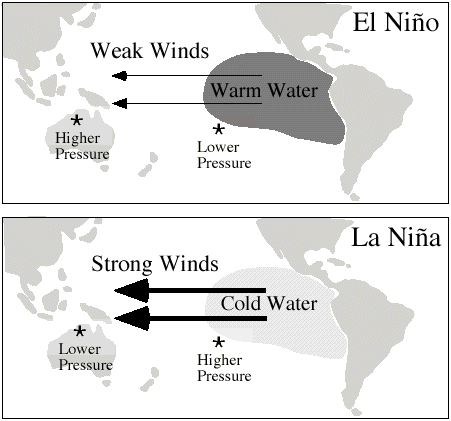 El Niño
Weak Winds
Warm Water
*
Higher
Pressure
*
Lower
Pressure
La Niña
Strong Winds
Cold Water
*
Lower
Pressure
*
Higher
Pressure